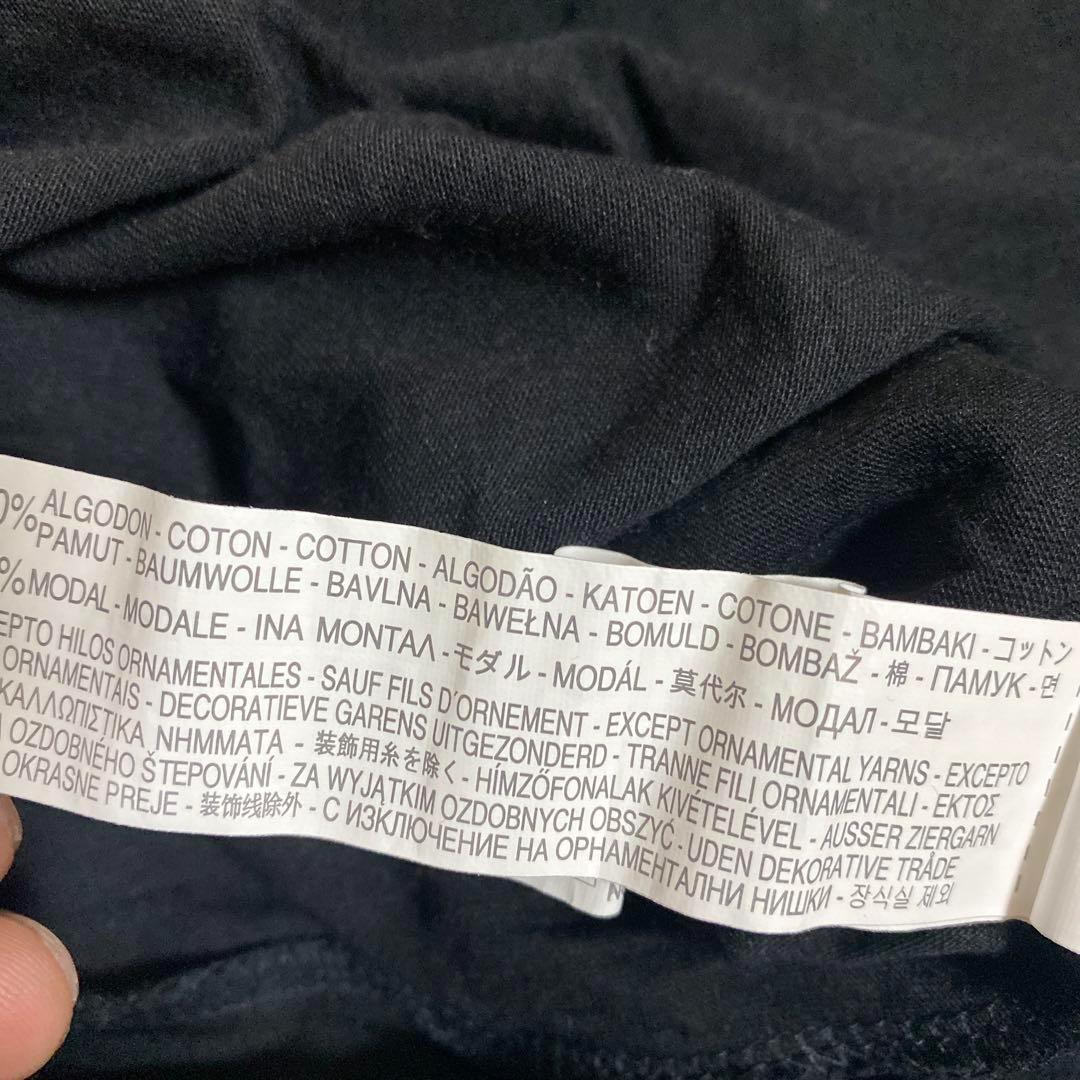 0% ALGODON - COTON - COTTON - ALGODÃO - KATOEN - COTONE - BAMBAKI - コットン
PAMUT - BAUMWOLLE - BAVLNA - BAWEŁNA - BOMULD - BOMBAŽ - 棉 - ПАМУК - 면
% MODAL - MODALE - INA MONTAΛ - モダル - MODÁL - 莫代尔 - МОДАЛ - 모달
EPTO HILOS ORNAMENTALES - SAUF FILS D'ORNEMENT - EXCEPT ORNAMENTAL YARNS - EXCEPTO
ORNAMENTAIS - DECORATIEVE GARENS UITGEZONDERD - TRANNE FILI ORNAMENTALI - ΕΚΤΟΣ
ΚΑΛΛΩΠΙΣΤΙΚΑ ΝΗΜΜΑΤΑ - 装飾用糸を除く - HÍMZŐFONALAK KIVÉTELÉVEL - AUSSER ZIERGARN
OZDOBNÉHO ŠTEPOVÁNÍ - ZA WYJĄTKIM OZDOBNYCH OBSZYĆ - UDEN DEKORATIVE TRÅDE
OKRASNE PREJE - 装饰线除外 - С ИЗКЛЮЧЕНИЕ НА ОРНАМЕНТАЛНИ НИШКИ - 장식실 제외
N